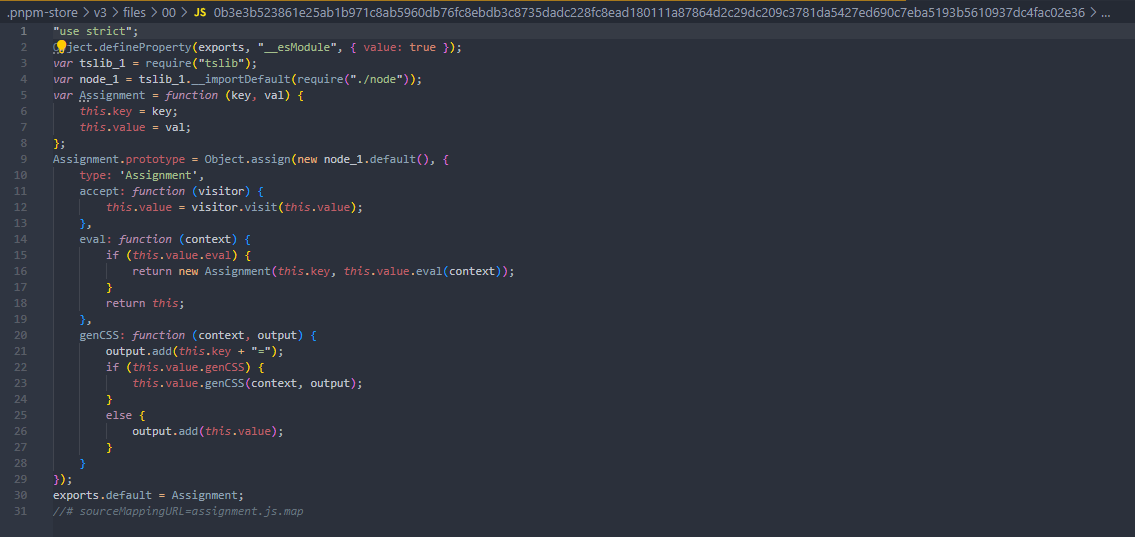 .pnpm-store > v3 > files > 00 > JS 0b3e3b523861e25ab1b971c8ab5960db76fc8ebdb3c8735dadc228fc8ead180111a87864d2c29dc209c3781da5427ed690c7eba5193b5610937dc4fac02e36 > ...
1 "use strict";
2 Object.defineProperty(exports, "__esModule", { value: true });
3 var tslib_1 = require("tslib");
4 var node_1 = tslib_1.__importDefault(require("./node"));
5 var Assignment = function (key, val) {
6     this.key = key;
7     this.value = val;
8 };
9 Assignment.prototype = Object.assign(new node_1.default(), {
10     type: 'Assignment',
11     accept: function (visitor) {
12         this.value = visitor.visit(this.value);
13     },
14     eval: function (context) {
15         if (this.value.eval) {
16             return new Assignment(this.key, this.value.eval(context));
17         }
18         return this;
19     },
20     genCSS: function (context, output) {
21         output.add(this.key + "=");
22         if (this.value.genCSS) {
23             this.value.genCSS(context, output);
24         }
25         else {
26             output.add(this.value);
27         }
28     }
29 });
30 exports.default = Assignment;
31 //# sourceMappingURL=assignment.js.map